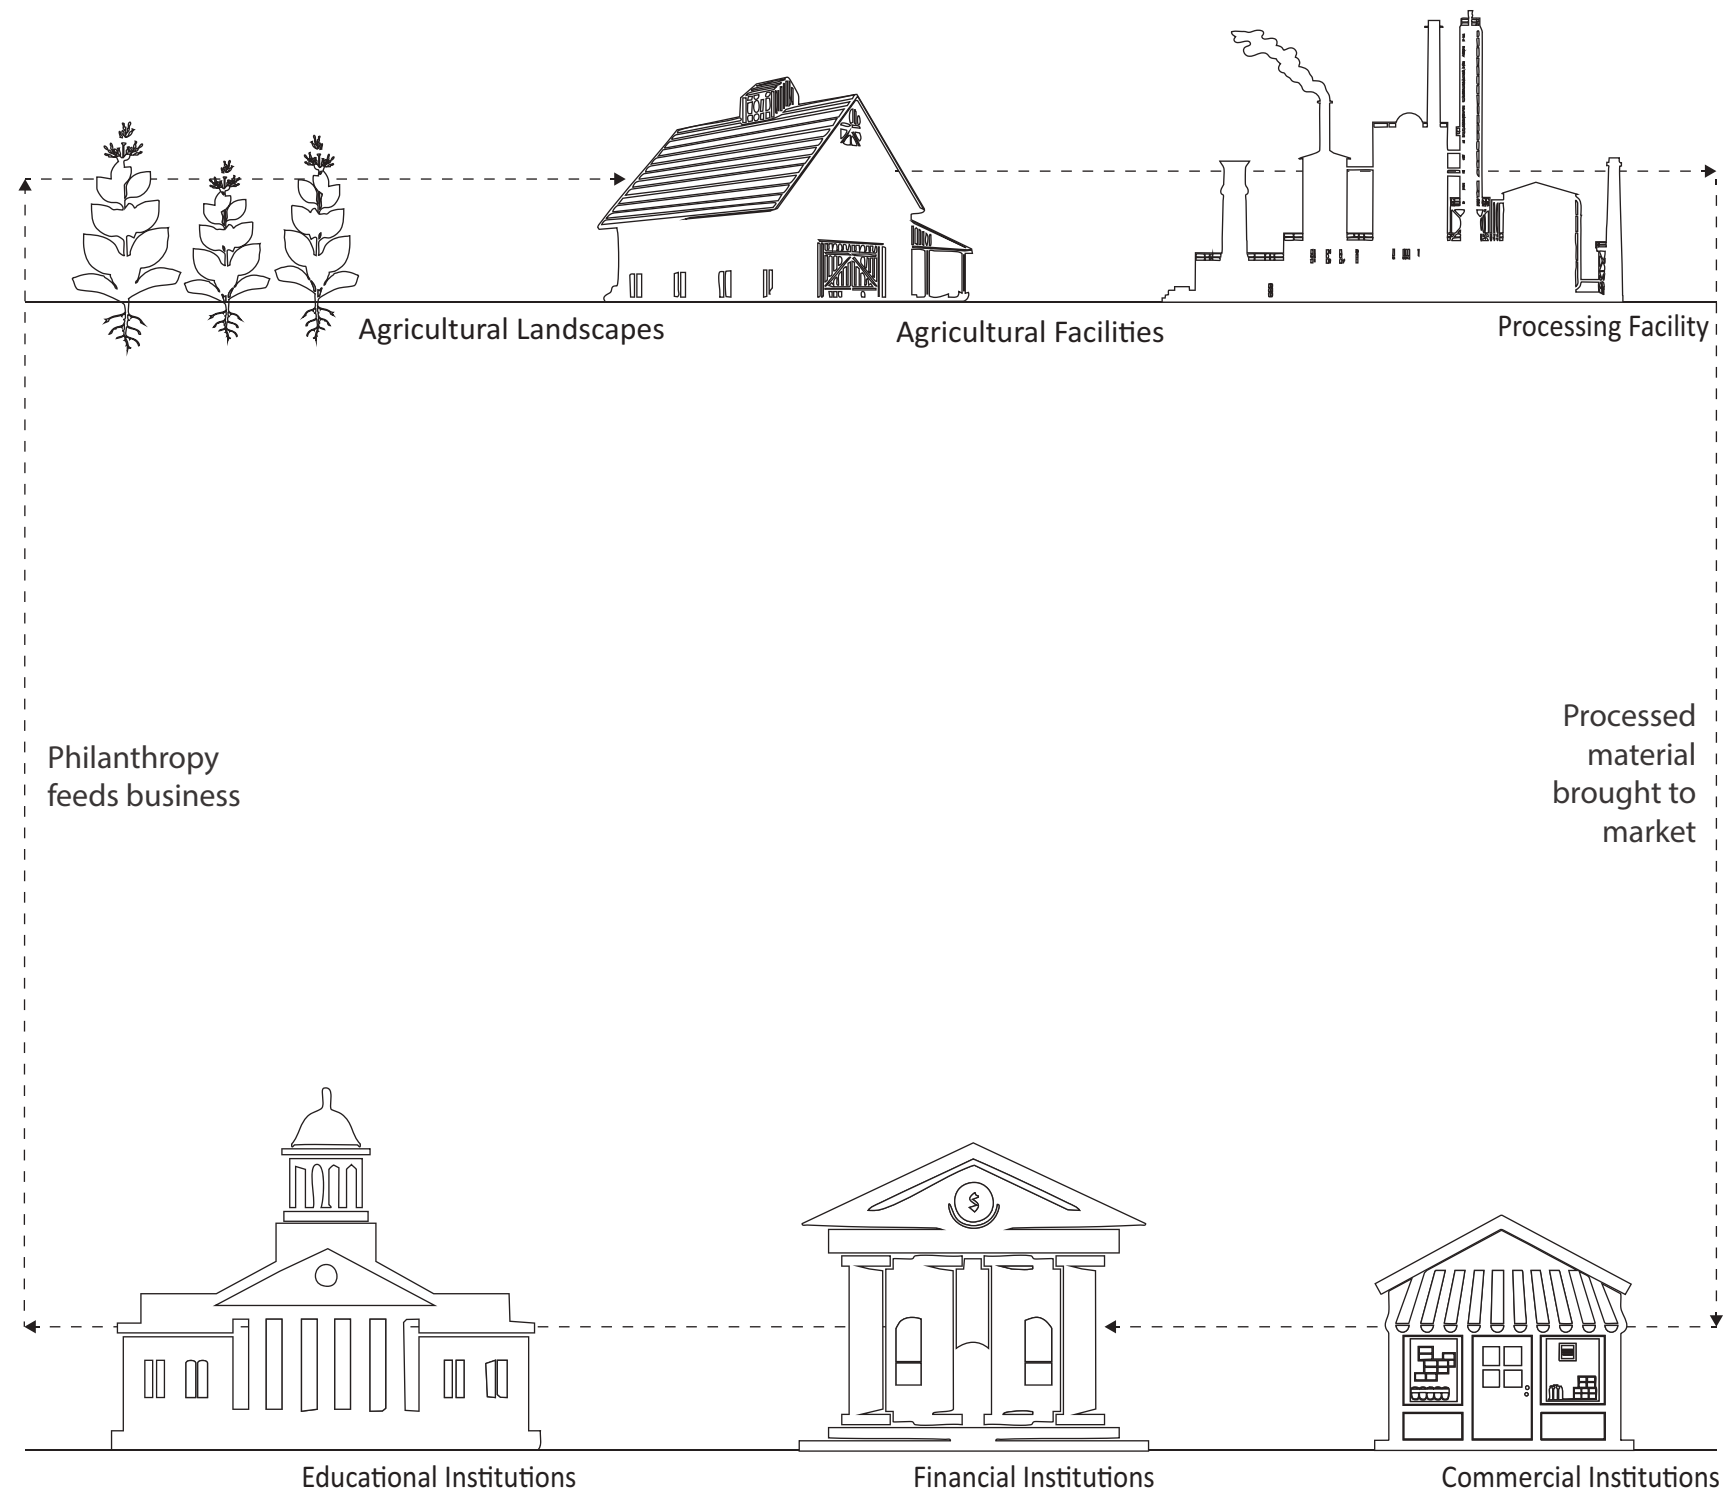 Agricultural Landscapes
Agricultural Facilities
Processing Facility
Philanthropy
feeds business
Processed
material
brought to
market
$
Educational Institutions
Financial Institutions
Commercial Institutions